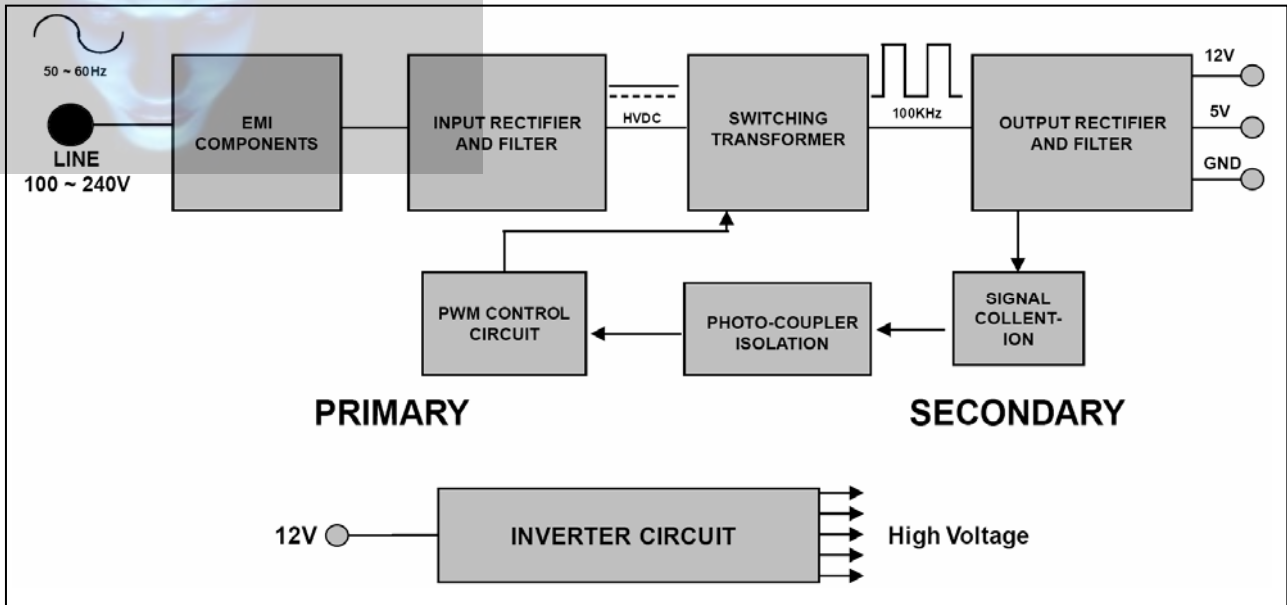 50 ~ 60Hz
LINE
100 ~ 240V
EMI
COMPONENTS
INPUT RECTIFIER
AND FILTER
HVDC
SWITCHING
TRANSFORMER
100KHz
OUTPUT RECTIFIER
AND FILTER
12V
5V
GND
PWM CONTROL
CIRCUIT
PHOTO-COUPLER
ISOLATION
SIGNAL
COLLENT-
ION
PRIMARY
SECONDARY
12V
INVERTER CIRCUIT
High Voltage